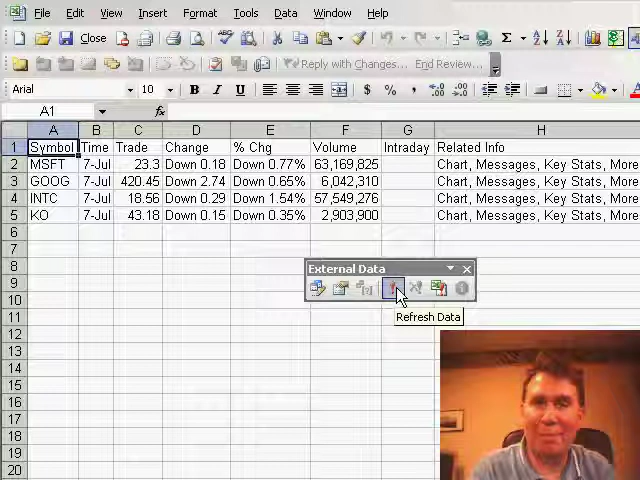 File Edit View Insert Format Tools Data Window Help
Close Σ
Reply with Changes... End Review...
Arial 10 B I U $ %
A1 fx
A B C D E F G H
1 Symbol Time Trade Change % Chg Volume Intraday Related Info
2 MSFT 7-Jul 23.3 Down 0.18 Down 0.77% 63,169,825 Chart, Messages, Key Stats, More
3 GOOG 7-Jul 420.45 Down 2.74 Down 0.65% 6,042,310 Chart, Messages, Key Stats, More
4 INTC 7-Jul 18.56 Down 0.29 Down 1.54% 57,549,276 Chart, Messages, Key Stats, More
5 KO 7-Jul 43.18 Down 0.15 Down 0.35% 2,903,900 Chart, Messages, Key Stats, More
6
7
8
External Data
9
10
Refresh Data
11
12
13
14
15
16
17
18
19
20